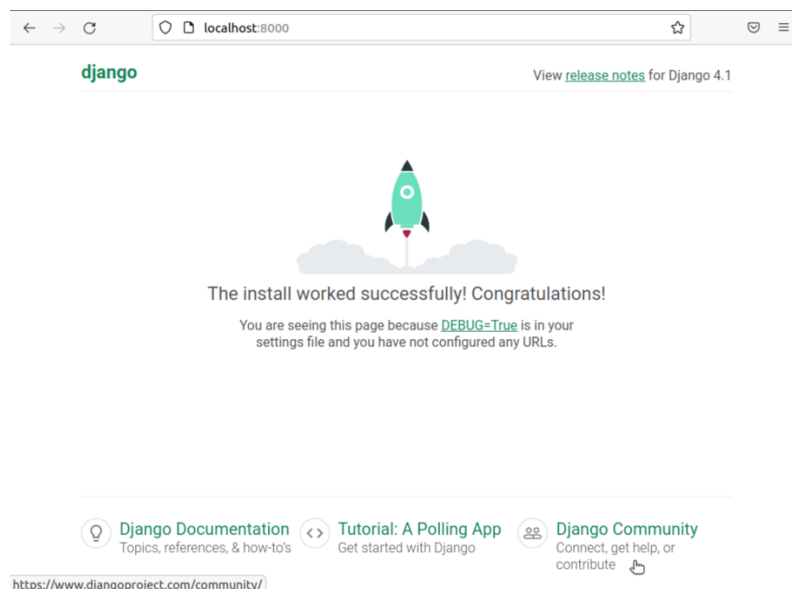 localhost:8000
django
View release notes for Django 4.1
The install worked successfully! Congratulations!
You are seeing this page because DEBUG=True is in your
settings file and you have not configured any URLs.
Django Documentation
Topics, references, & how-to's
Tutorial: A Polling App
Get started with Django
Django Community
Connect, get help, or
contribute
https://www.djangoproject.com/community/